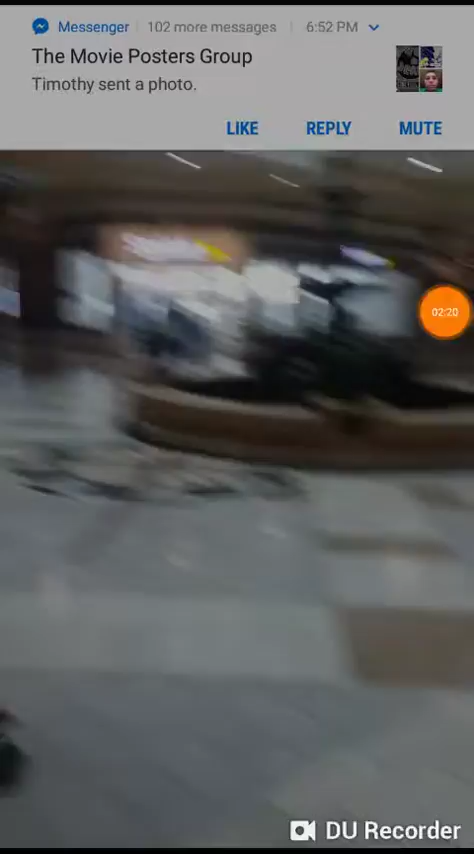 Messenger 102 more messages 6:52 PM
The Movie Posters Group
Timothy sent a photo.
LIKE REPLY MUTE
02:20
DU Recorder